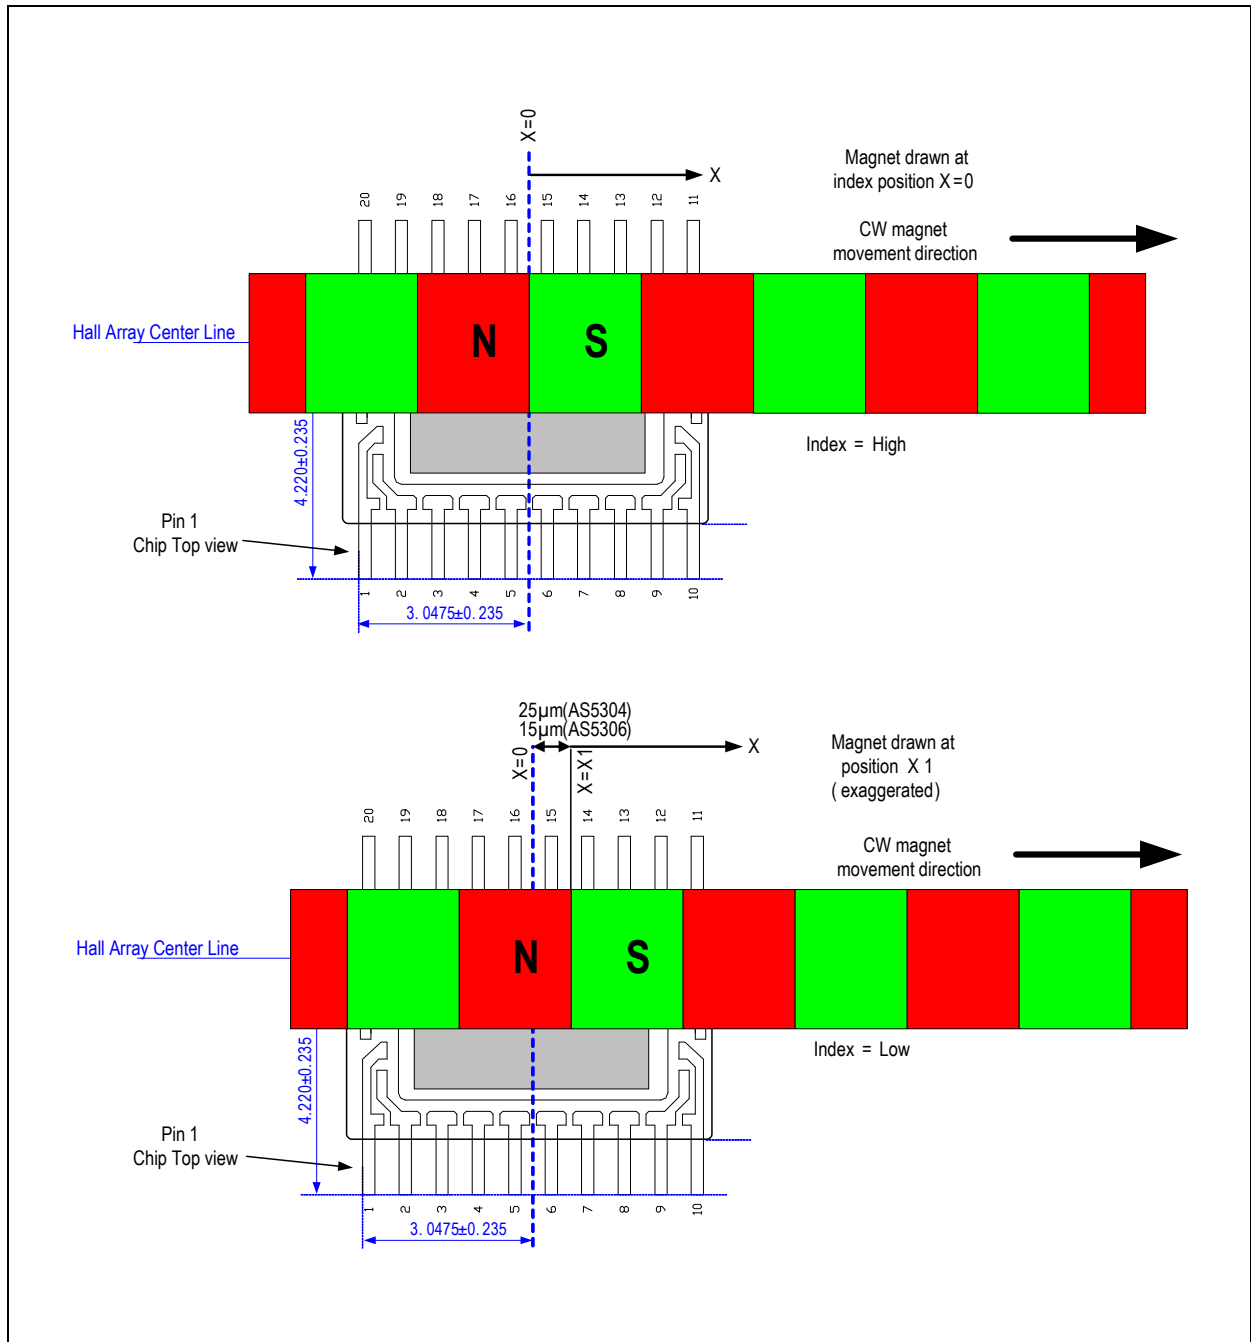 X=0
X
Magnet drawn at
index position X=0
CW magnet
movement direction
20 19 18 17 16 15 14 13 12 11
Hall Array Center Line
N S
4.220±0.235
Index = High
Pin 1
Chip Top view
1 2 3 4 5 6 7 8 9 10
3.0475±0.235
25µm(AS5304)
15µm(AS5306)
X=0
X=X1
X
Magnet drawn at
position X 1
( exaggerated)
CW magnet
movement direction
20 19 18 17 16 15 14 13 12 11
Hall Array Center Line
N S
4.220±0.235
Index = Low
Pin 1
Chip Top view
1 2 3 4 5 6 7 8 9 10
3.0475±0.235